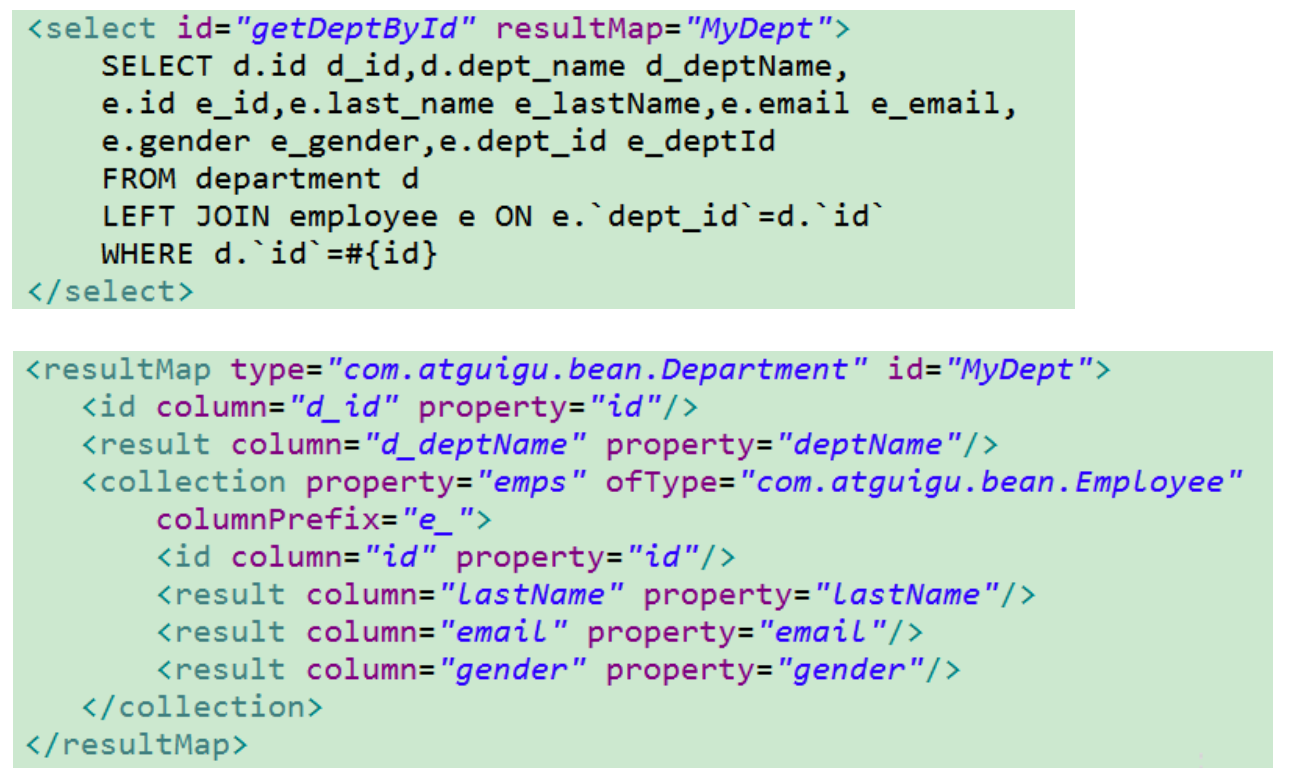 <select id="getDeptById" resultMap="MyDept">
    SELECT d.id d_id,d.dept_name d_deptName,
    e.id e_id,e.last_name e_lastName,e.email e_email,
    e.gender e_gender,e.dept_id e_deptId
    FROM department d
    LEFT JOIN employee e ON e.`dept_id`=d.`id`
    WHERE d.`id`=#{id}
</select>
<resultMap type="com.atguigu.bean.Department" id="MyDept">
   <id column="d_id" property="id"/>
   <result column="d_deptName" property="deptName"/>
   <collection property="emps" ofType="com.atguigu.bean.Employee"
       columnPrefix="e_">
       <id column="id" property="id"/>
       <result column="lastName" property="lastName"/>
       <result column="email" property="email"/>
       <result column="gender" property="gender"/>
   </collection>
</resultMap>